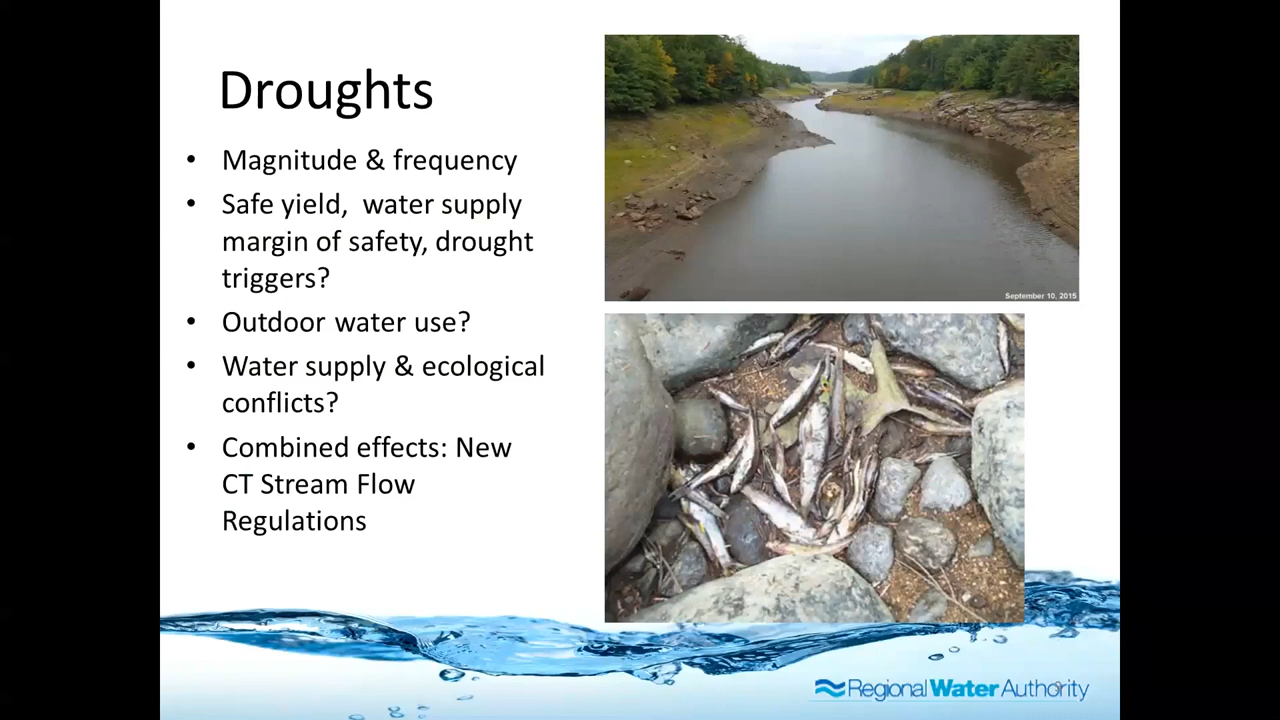 Droughts
• Magnitude & frequency
• Safe yield, water supply
margin of safety, drought
triggers?
• Outdoor water use?
• Water supply & ecological
conflicts?
• Combined effects: New
CT Stream Flow
Regulations
September 10, 2015
Regional Water Authority